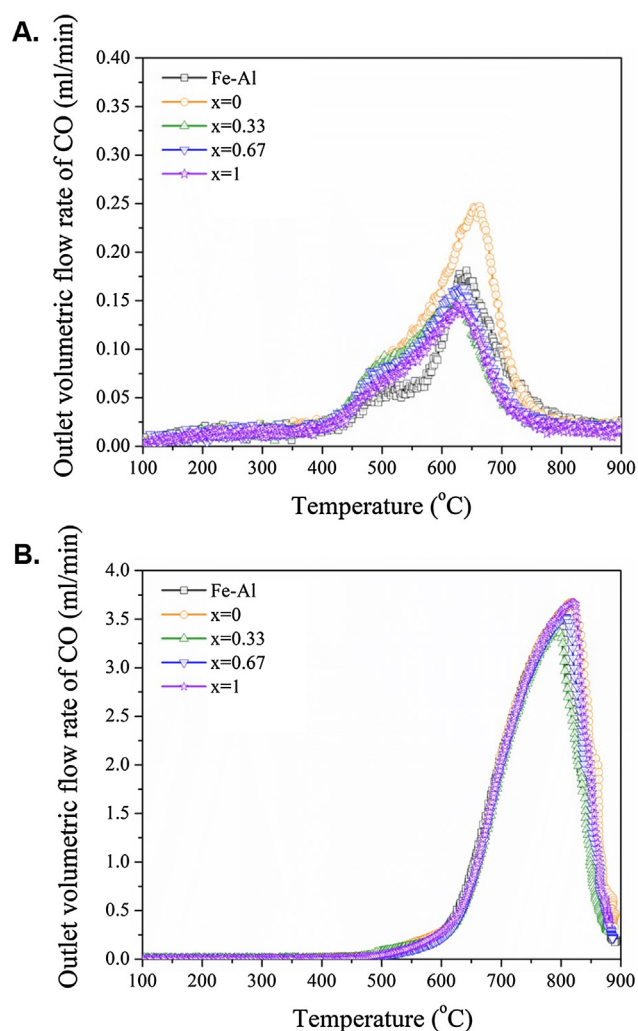 A.
Outlet volumetric flow rate of CO (ml/min)
0.40
0.35
0.30
0.25
0.20
0.15
0.10
0.05
0.00
Fe-Al
x=0
x=0.33
x=0.67
x=1
100 200 300 400 500 600 700 800 900
Temperature (°C)
B.
Outlet volumetric flow rate of CO (ml/min)
4.0
3.5
3.0
2.5
2.0
1.5
1.0
0.5
0.0
Fe-Al
x=0
x=0.33
x=0.67
x=1
100 200 300 400 500 600 700 800 900
Temperature (°C)